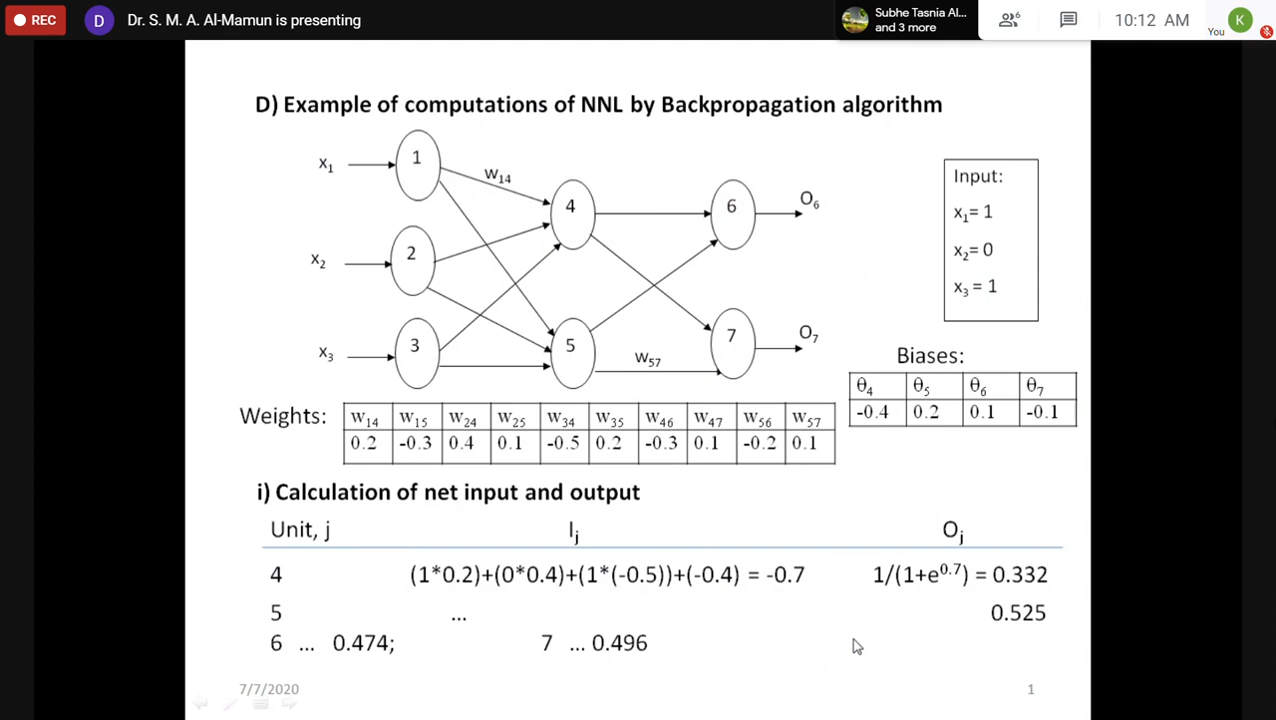 REC
D
Dr. S. M. A. Al-Mamun is presenting
Subhe Tasnia Al...
and 3 more
6
10:12 AM
You
K
D) Example of computations of NNL by Backpropagation algorithm
x₁
1
w₁₄
4
6
O₆
x₂
2
x₃
3
5
w₅₇
7
O₇
Input:
x₁= 1
x₂= 0
x₃ = 1
Biases:
θ₄ θ₅ θ₆ θ₇
-0.4 0.2 0.1 -0.1
Weights:
w₁₄ w₁₅ w₂₄ w₂₅ w₃₄ w₃₅ w₄₆ w₄₇ w₅₆ w₅₇
0.2 -0.3 0.4 0.1 -0.5 0.2 -0.3 0.1 -0.2 0.1
i) Calculation of net input and output
Unit, j Iⱼ Oⱼ
4 (1*0.2)+(0*0.4)+(1*(-0.5))+(-0.4) = -0.7 1/(1+e⁰·⁷) = 0.332
5 ... 0.525
6 ... 0.474; 7 ... 0.496
7/7/2020
1